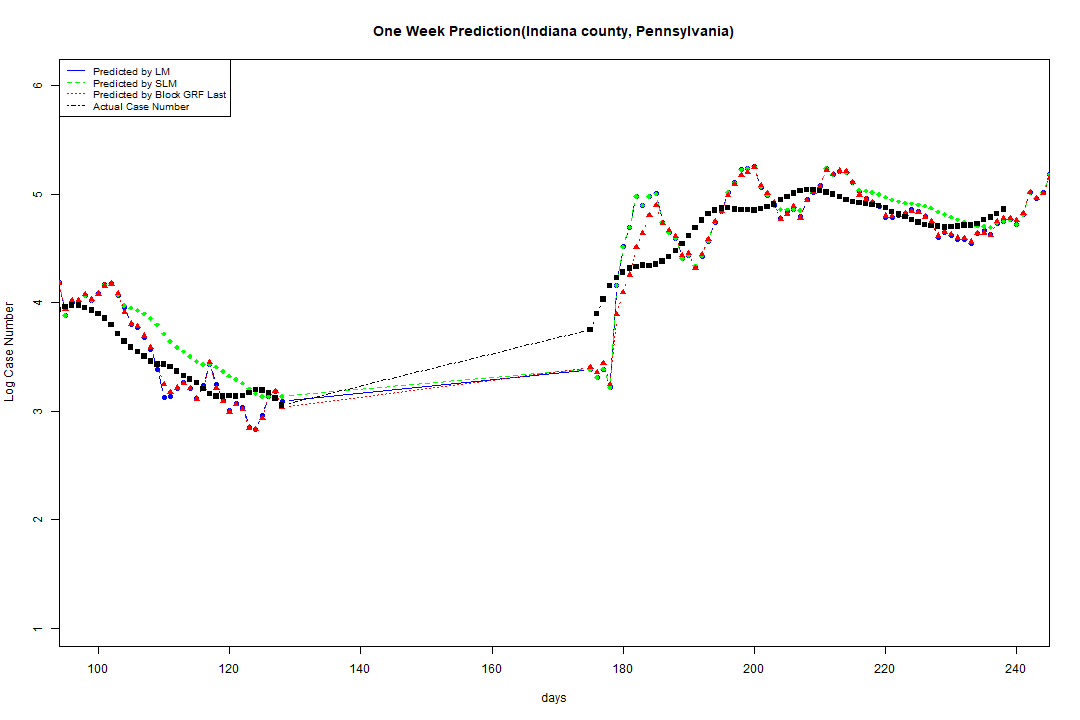 One Week Prediction(Indiana county, Pennsylvania)
Predicted by LM
Predicted by SLM
Predicted by Block GRF Last
Actual Case Number
Log Case Number
6
5
4
3
2
1
100 120 140 160 180 200 220 240
days